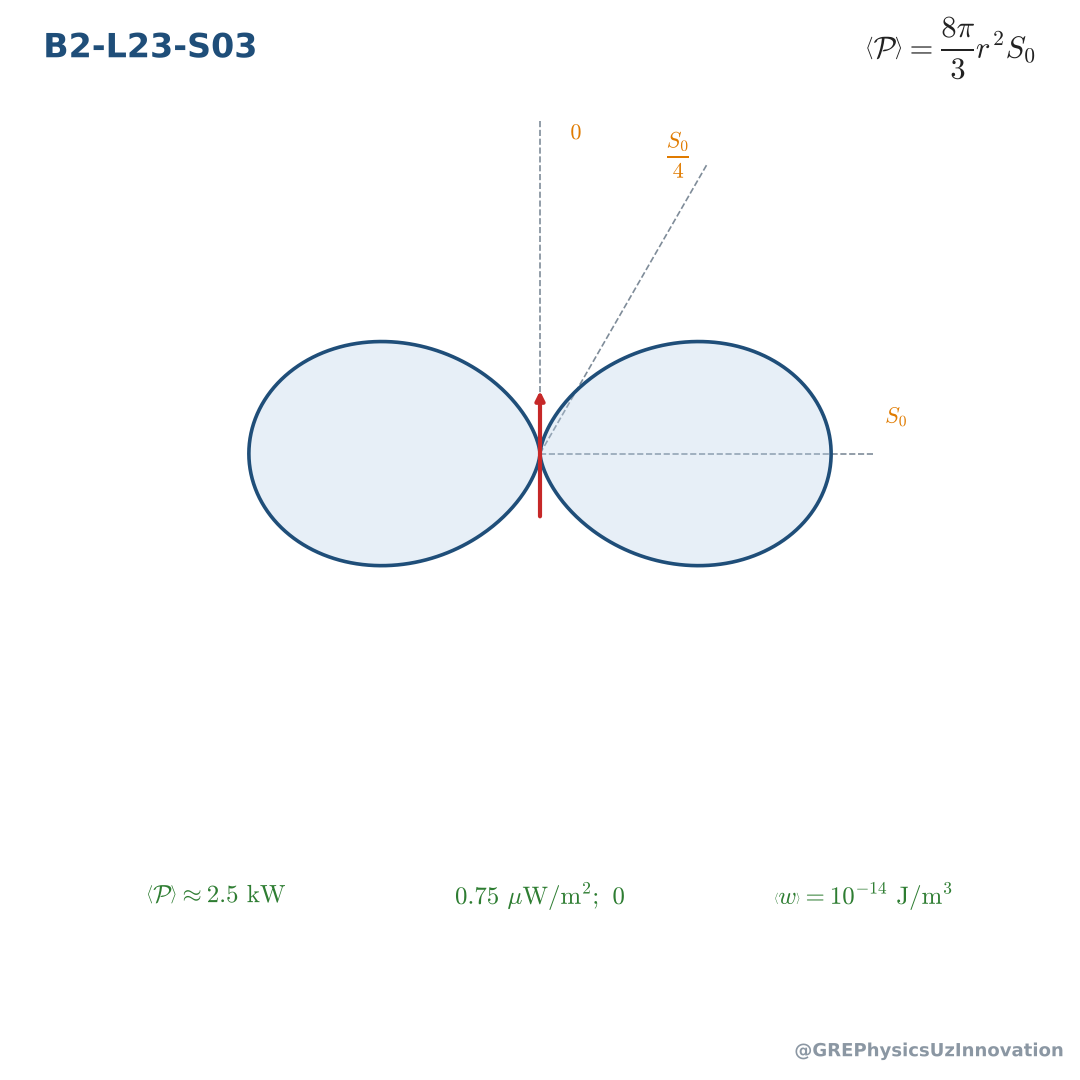 B2-L23-S03
⟨𝒫⟩ = 8π/3 r² S₀
0
S₀/4
S₀
⟨𝒫⟩ ≈ 2.5 kW
0.75 μW/m²; 0
⟨w⟩ = 10⁻¹⁴ J/m³
@GREPhysicsUzInnovation